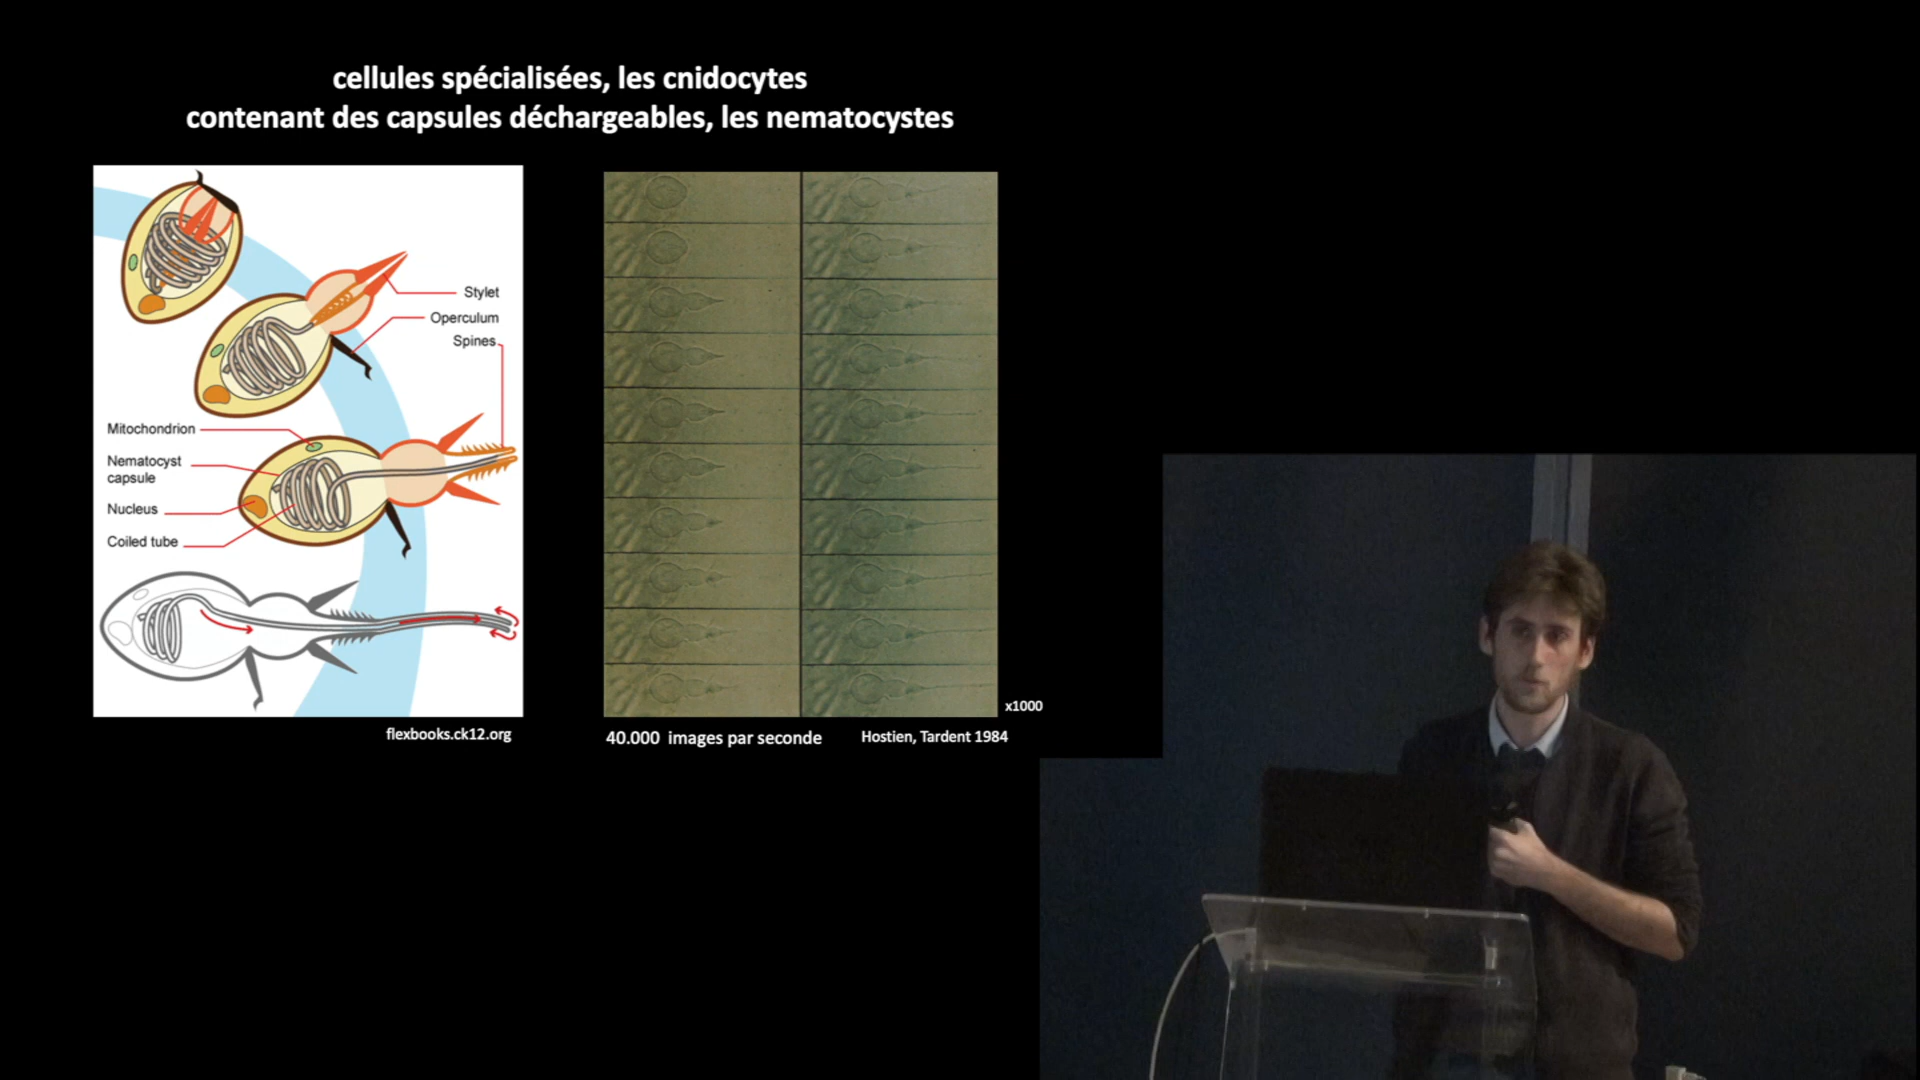 cellules spécialisées, les cnidocytes
contenant des capsules déchargeables, les nematocystes
Stylet
Operculum
Spines
Mitochondrion
Nematocyst
capsule
Nucleus
Coiled tube
flexbooks.ck12.org
x1000
40.000 images par seconde
Hostien, Tardent 1984